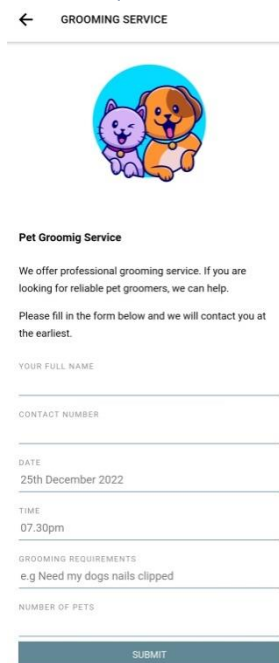 GROOMING SERVICE
Pet Groomig Service
We offer professional grooming service. If you are
looking for reliable pet groomers, we can help.
Please fill in the form below and we will contact you at
the earliest.
YOUR FULL NAME
CONTACT NUMBER
DATE
25th December 2022
TIME
07.30pm
GROOMING REQUIREMENTS
e.g Need my dogs nails clipped
NUMBER OF PETS
SUBMIT